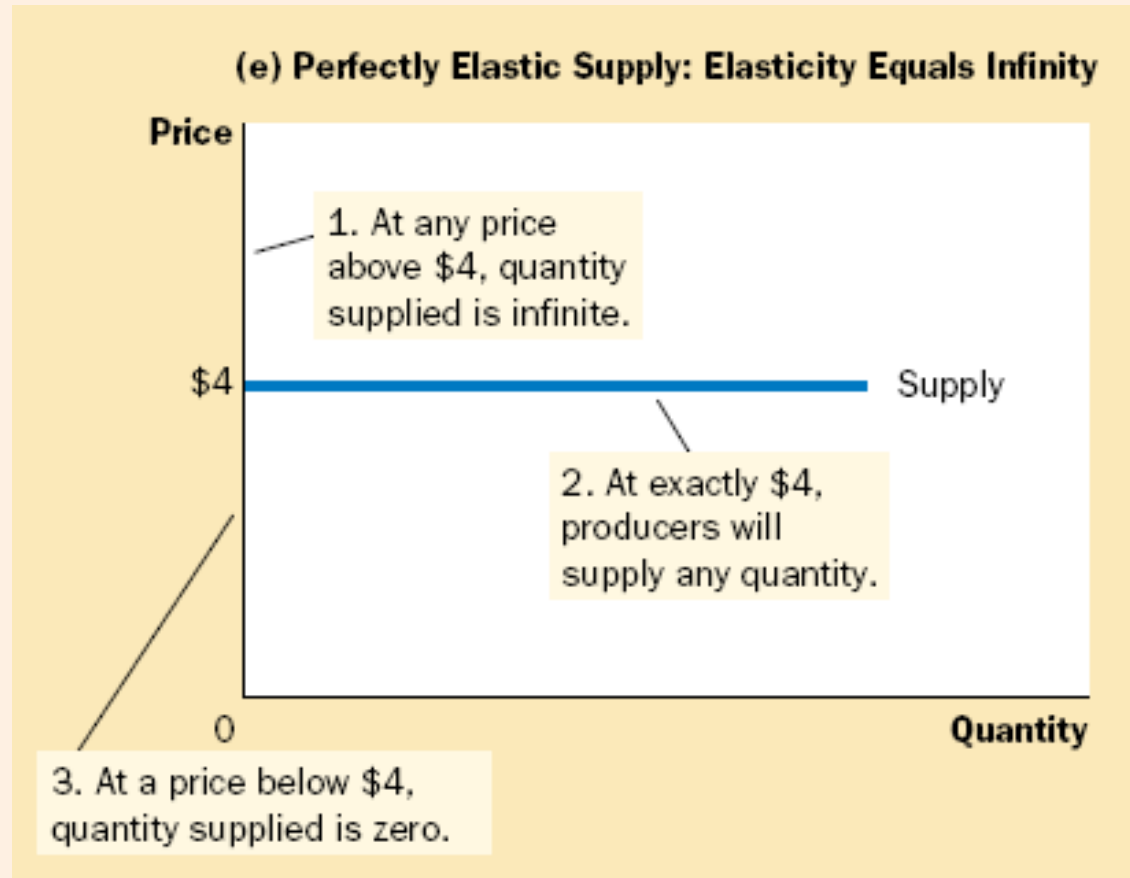 (e) Perfectly Elastic Supply: Elasticity Equals Infinity
Price
1. At any price
above $4, quantity
supplied is infinite.
$4
Supply
2. At exactly $4,
producers will
supply any quantity.
0
Quantity
3. At a price below $4,
quantity supplied is zero.